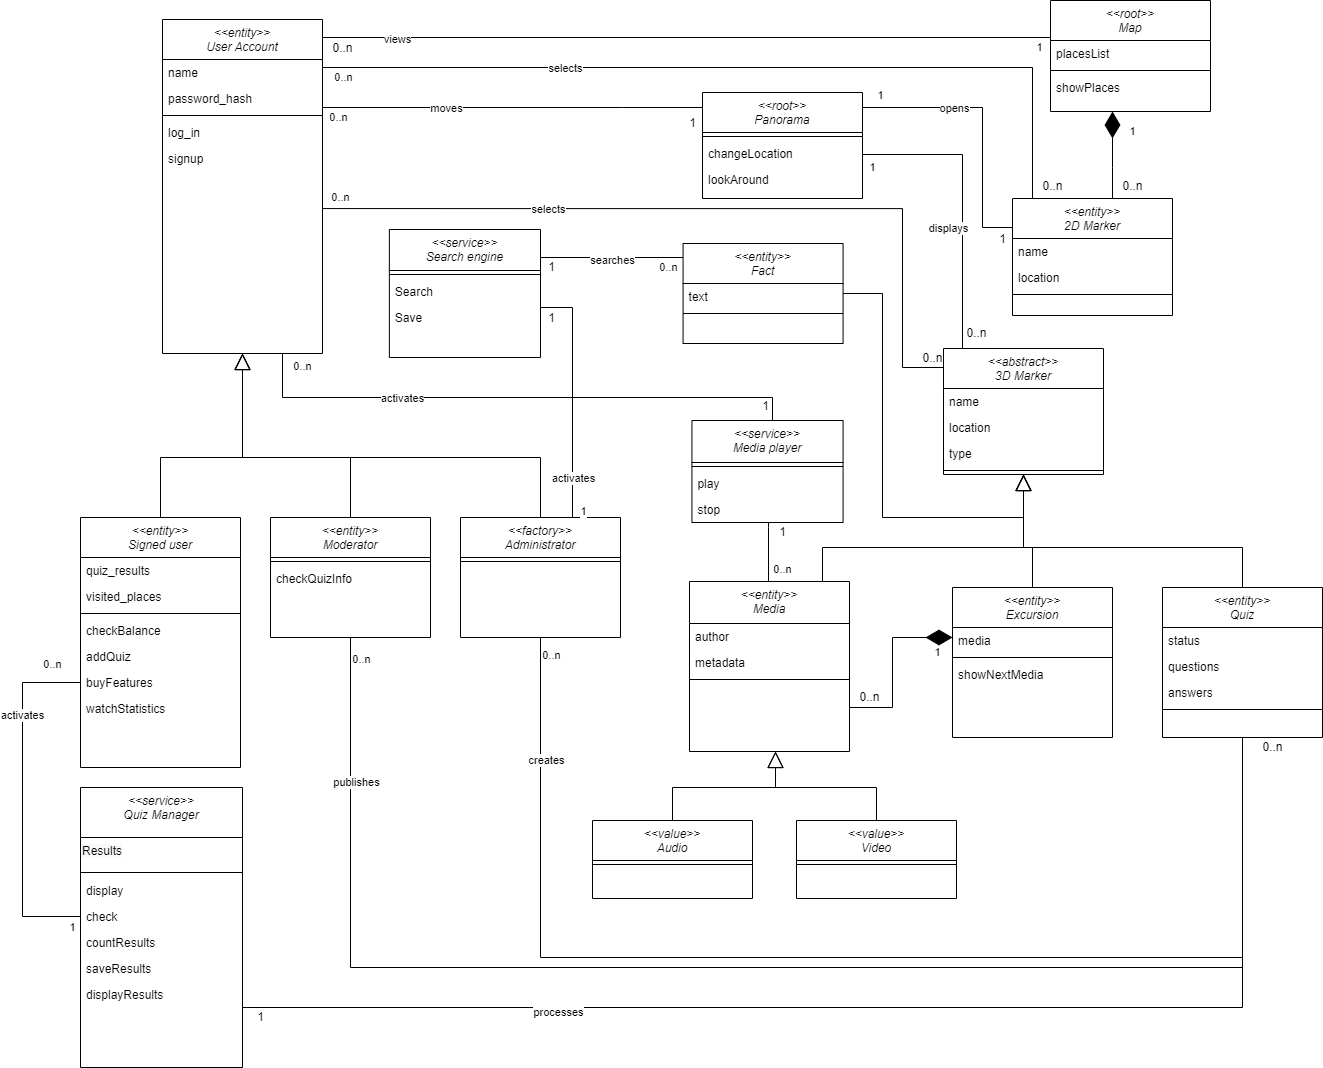 <<entity>>
User Account
name
password_hash
log_in
signup
views
0..n
1
<<root>>
Map
placesList
showPlaces
selects
0..n
0..n
moves
0..n
1
<<root>>
Panorama
changeLocation
lookAround
1
opens
1
1
displays
0..n
1
0..n
<<entity>>
2D Marker
name
location
0..n
selects
0..n
<<service>>
Search engine
Search
Save
1
searches
0..n
<<entity>>
Fact
text
1
activates
1
<<abstract>>
3D Marker
name
location
type
0..n
activates
1
<<service>>
Media player
play
stop
1
0..n
<<entity>>
Signed user
quiz_results
visited_places
checkBalance
addQuiz
buyFeatures
watchStatistics
<<entity>>
Moderator
checkQuizInfo
<<factory>>
Administrator
<<entity>>
Media
author
metadata
<<entity>>
Excursion
media
showNextMedia
<<entity>>
Quiz
status
questions
answers
1
0..n
0..n
activates
1
0..n
publishes
0..n
creates
0..n
<<service>>
Quiz Manager
Results
display
check
countResults
saveResults
displayResults
<<value>>
Audio
<<value>>
Video
1
processes